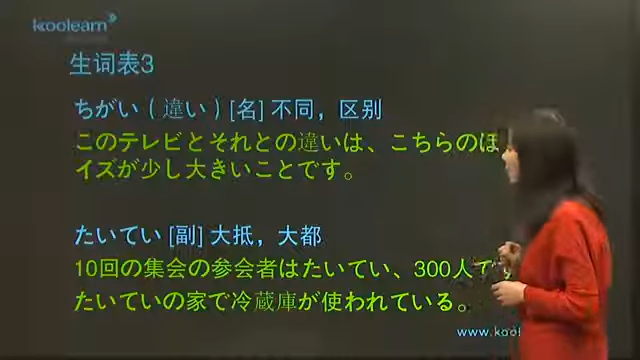 koolearn
生词表3
ちがい（違い）[名] 不同，区别
このテレビとそれとの違いは、こちらのほ
イズが少し大きいことです。
たいてい [副] 大抵，大都
10回の集会の参会者はたいてい、300人で
たいていの家で冷蔵庫が使われている。
www.kool